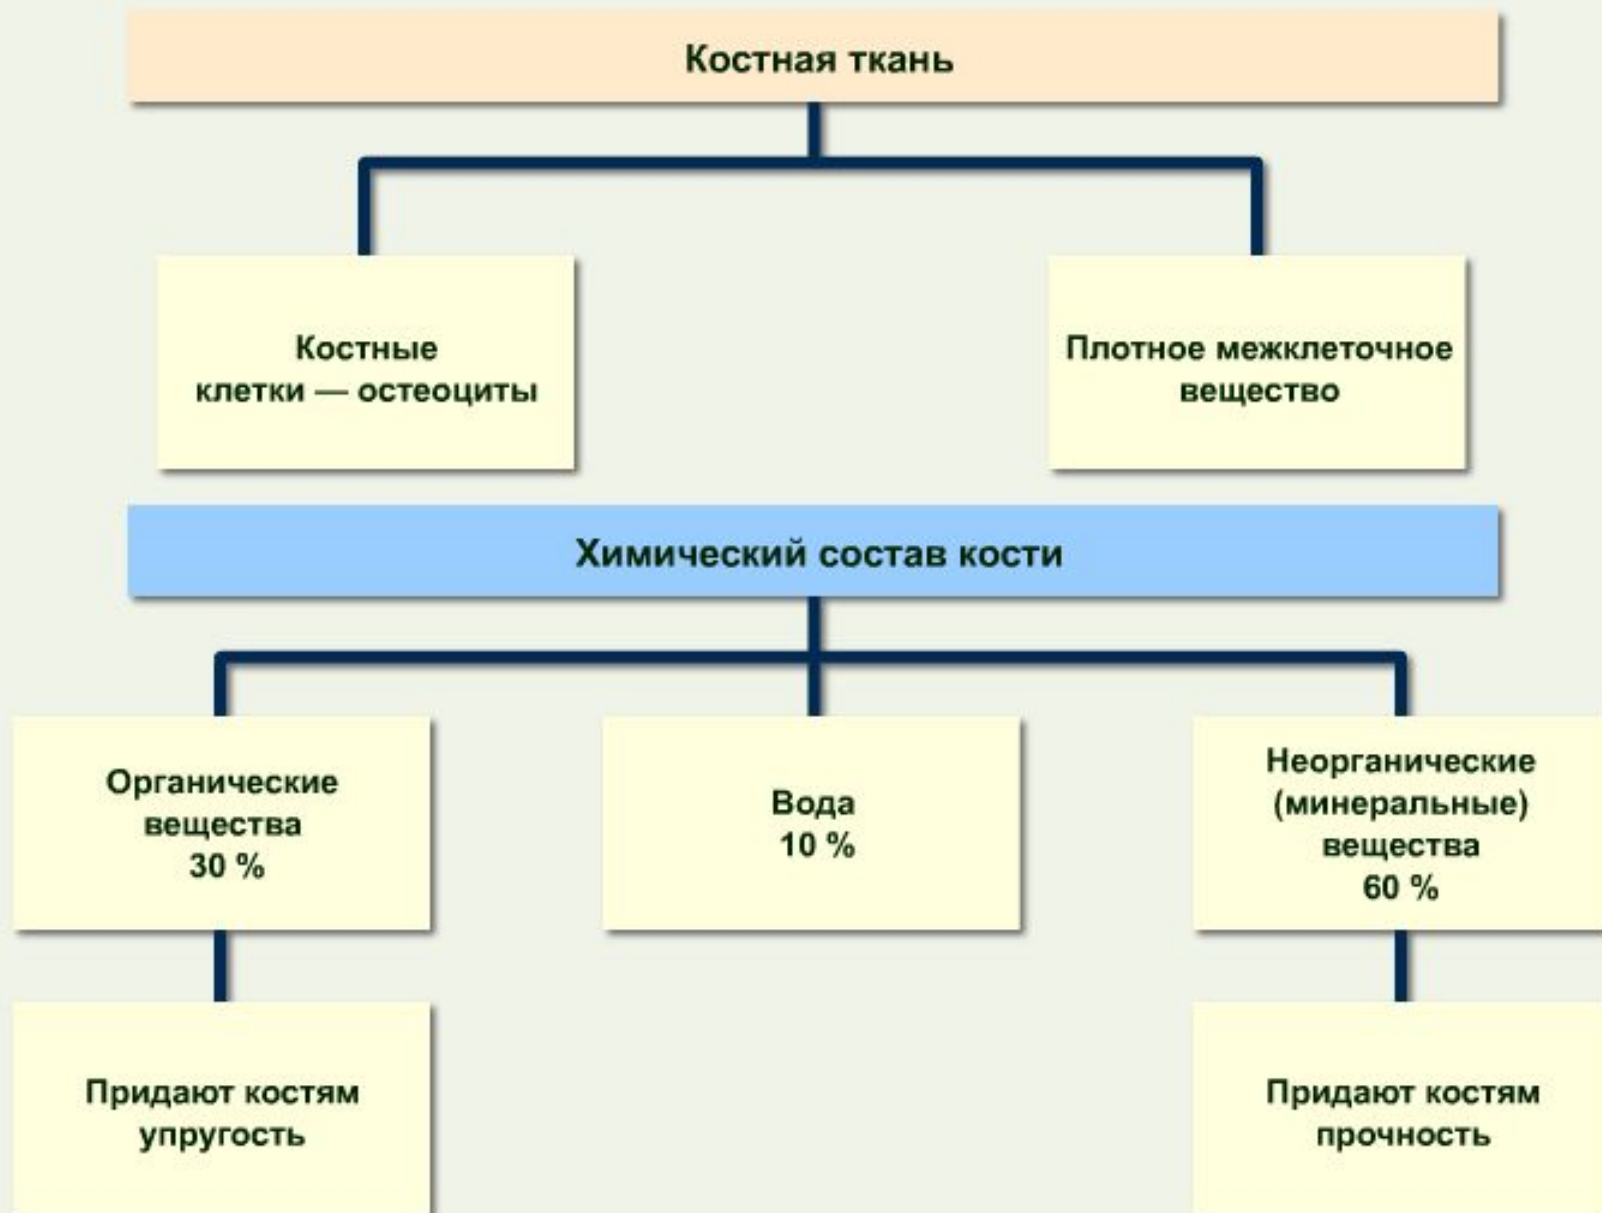 Костная ткань
Костные
клетки — остеоциты
Плотное межклеточное
вещество
Химический состав кости
Органические
вещества
30 %
Вода
10 %
Неорганические
(минеральные)
вещества
60 %
Придают костям
упругость
Придают костям
прочность